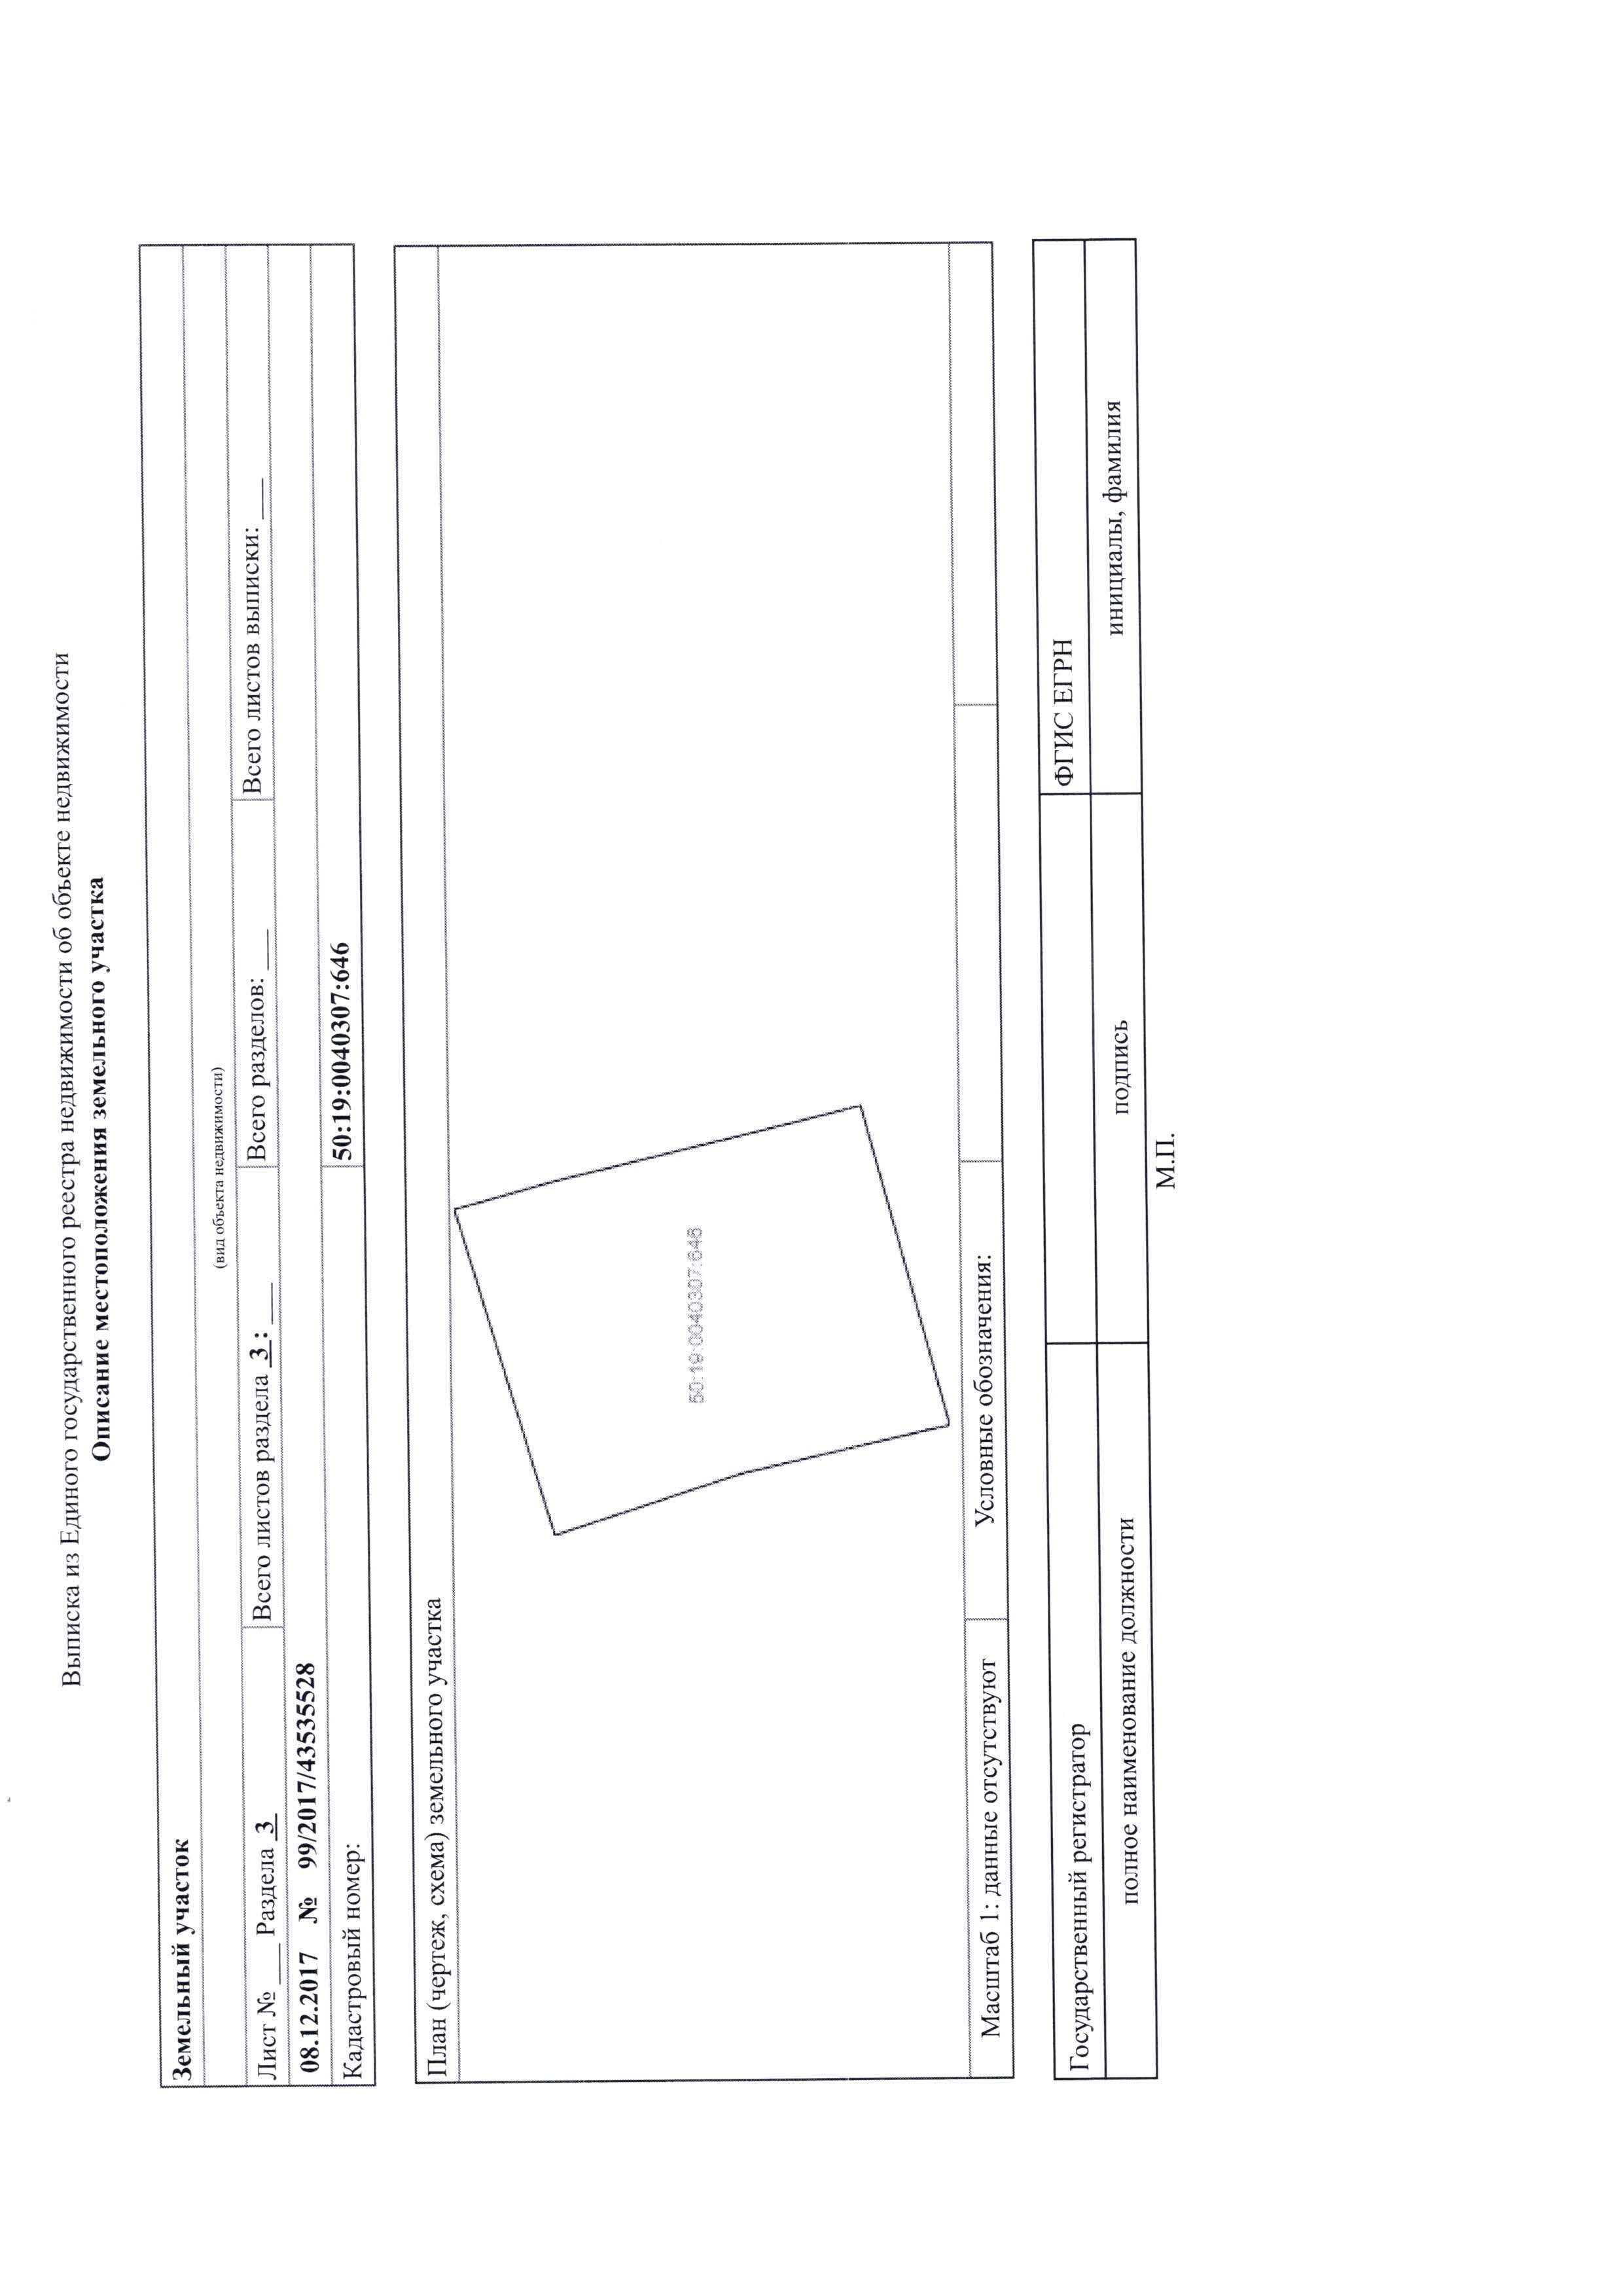 Выписка из Единого государственного реестра недвижимости об объекте недвижимости
Описание местоположения земельного участка
Земельный участок
(вид объекта недвижимости)
Лист № ___ Раздела 3 Всего листов раздела 3 : ___ Всего разделов: ___ Всего листов выписки: ___
08.12.2017 № 99/2017/43535528
Кадастровый номер: 50:19:0040307:646
План (чертеж, схема) земельного участка
50:19:0040307:646
Масштаб 1: данные отсутствуют Условные обозначения:
Государственный регистратор ФГИС ЕГРН
полное наименование должности подпись инициалы, фамилия
М.П.